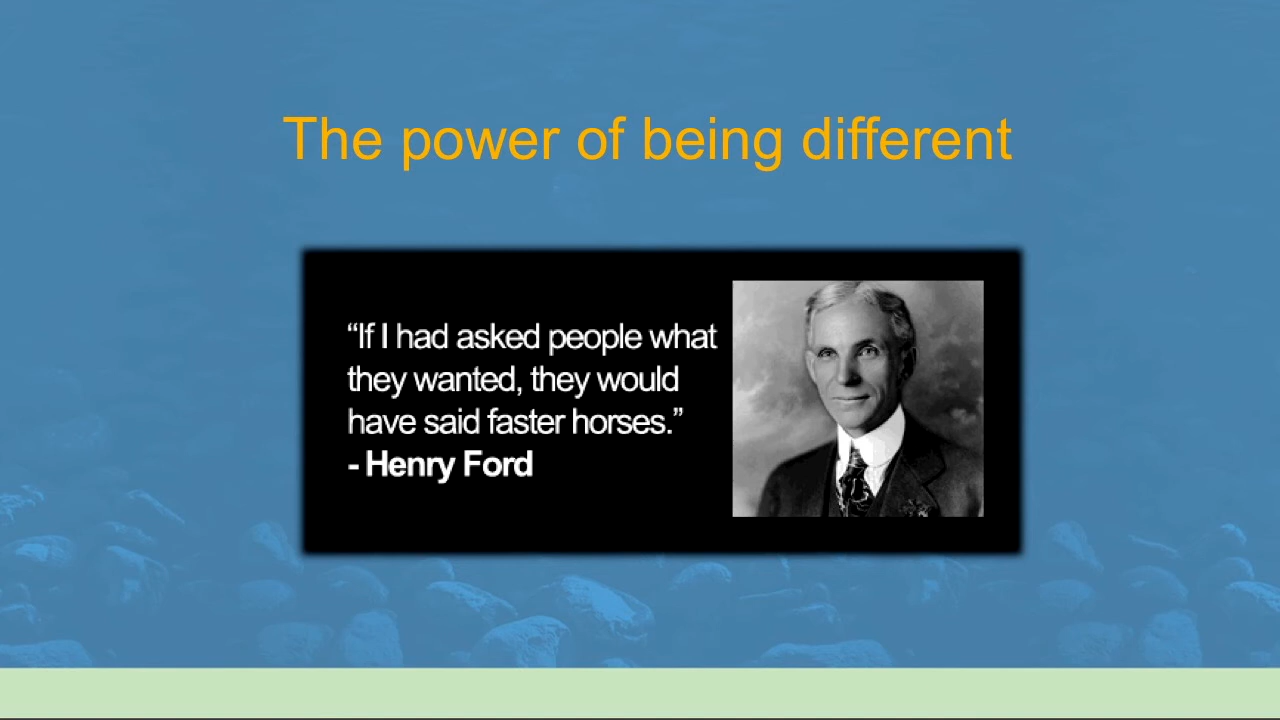 The power of being different
“If I had asked people what
they wanted, they would
have said faster horses.”
- Henry Ford